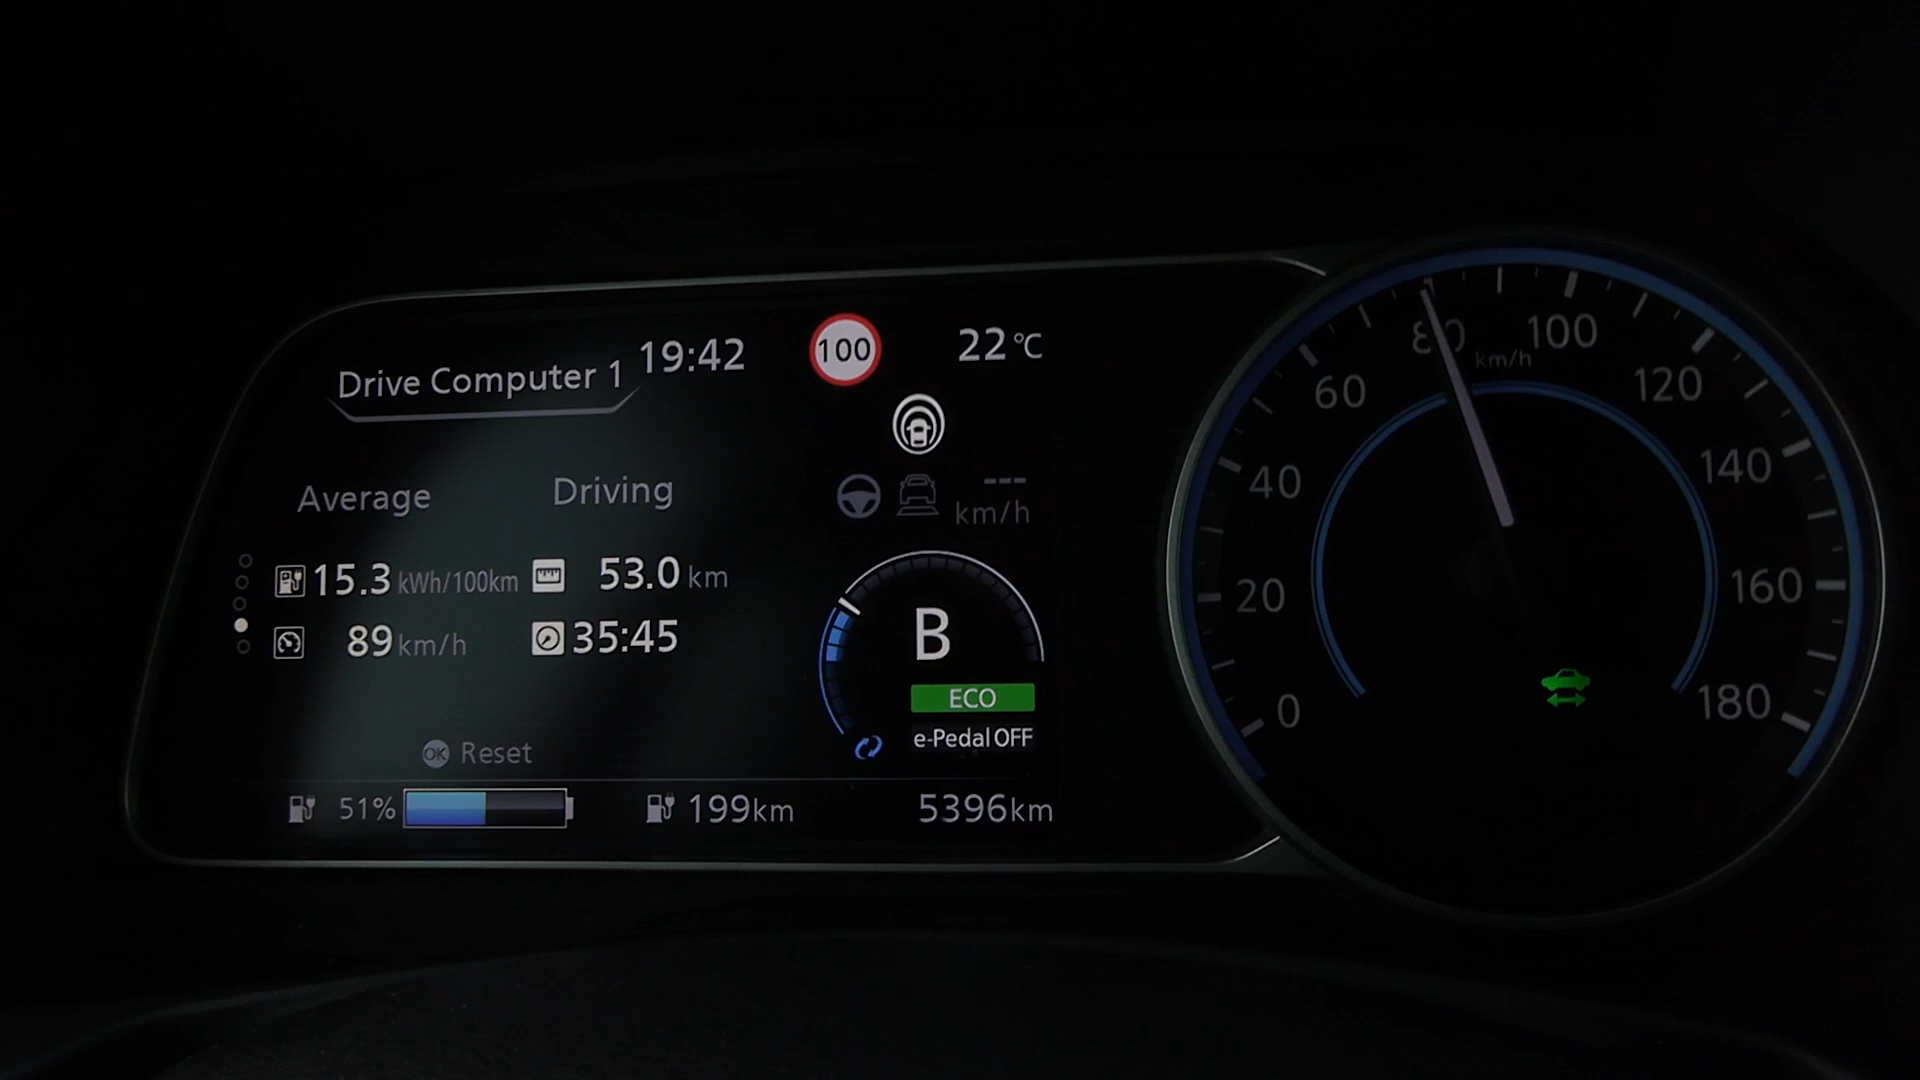 Drive Computer 1 19:42 100 22°C
Average Driving
--- km/h
15.3 kWh/100km 53.0 km
89 km/h 35:45
B
ECO
e-Pedal OFF
OK Reset
51% 199km 5396km
0
20
40
60
80
100
120
140
160
180
km/h